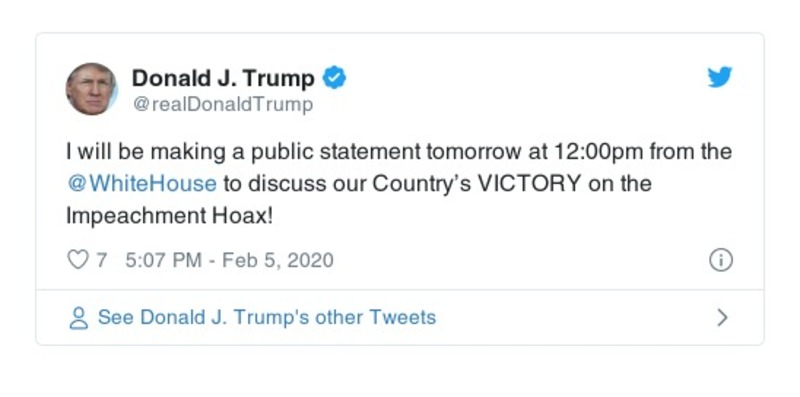 Donald J. Trump
@realDonaldTrump
I will be making a public statement tomorrow at 12:00pm from the
@WhiteHouse to discuss our Country’s VICTORY on the
Impeachment Hoax!
7 5:07 PM - Feb 5, 2020
See Donald J. Trump's other Tweets